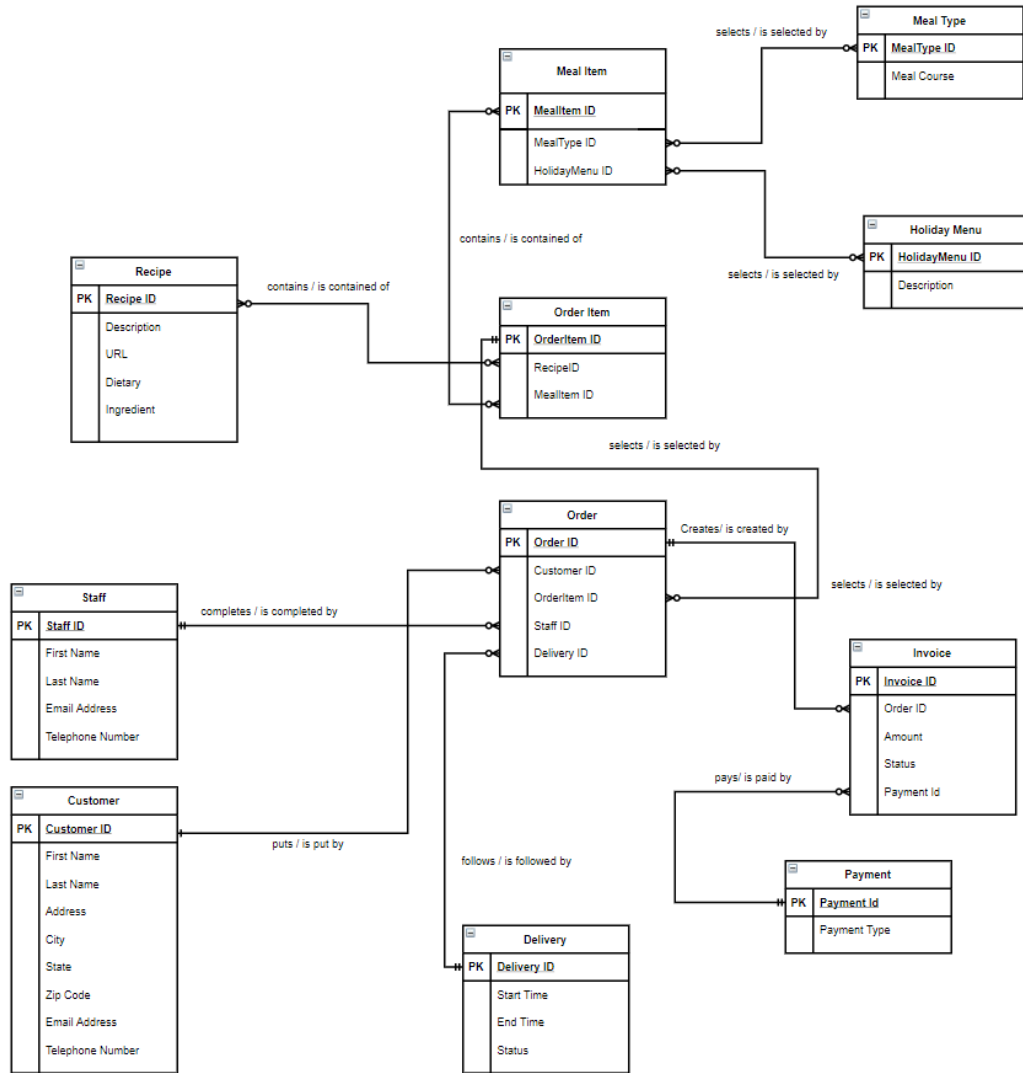 Meal Type
PK MealType ID
Meal Course
selects / is selected by
Meal Item
PK MealItem ID
MealType ID
HolidayMenu ID
Holiday Menu
PK HolidayMenu ID
Description
selects / is selected by
contains / is contained of
Recipe
PK Recipe ID
Description
URL
Dietary
Ingredient
contains / is contained of
Order Item
PK OrderItem ID
RecipeID
MealItem ID
selects / is selected by
Order
PK Order ID
Customer ID
OrderItem ID
Staff ID
Delivery ID
Creates/ is created by
selects / is selected by
Staff
PK Staff ID
First Name
Last Name
Email Address
Telephone Number
completes / is completed by
Invoice
PK Invoice ID
Order ID
Amount
Status
Payment Id
pays/ is paid by
Customer
PK Customer ID
First Name
Last Name
Address
City
State
Zip Code
Email Address
Telephone Number
puts / is put by
follows / is followed by
Payment
PK Payment Id
Payment Type
Delivery
PK Delivery ID
Start Time
End Time
Status